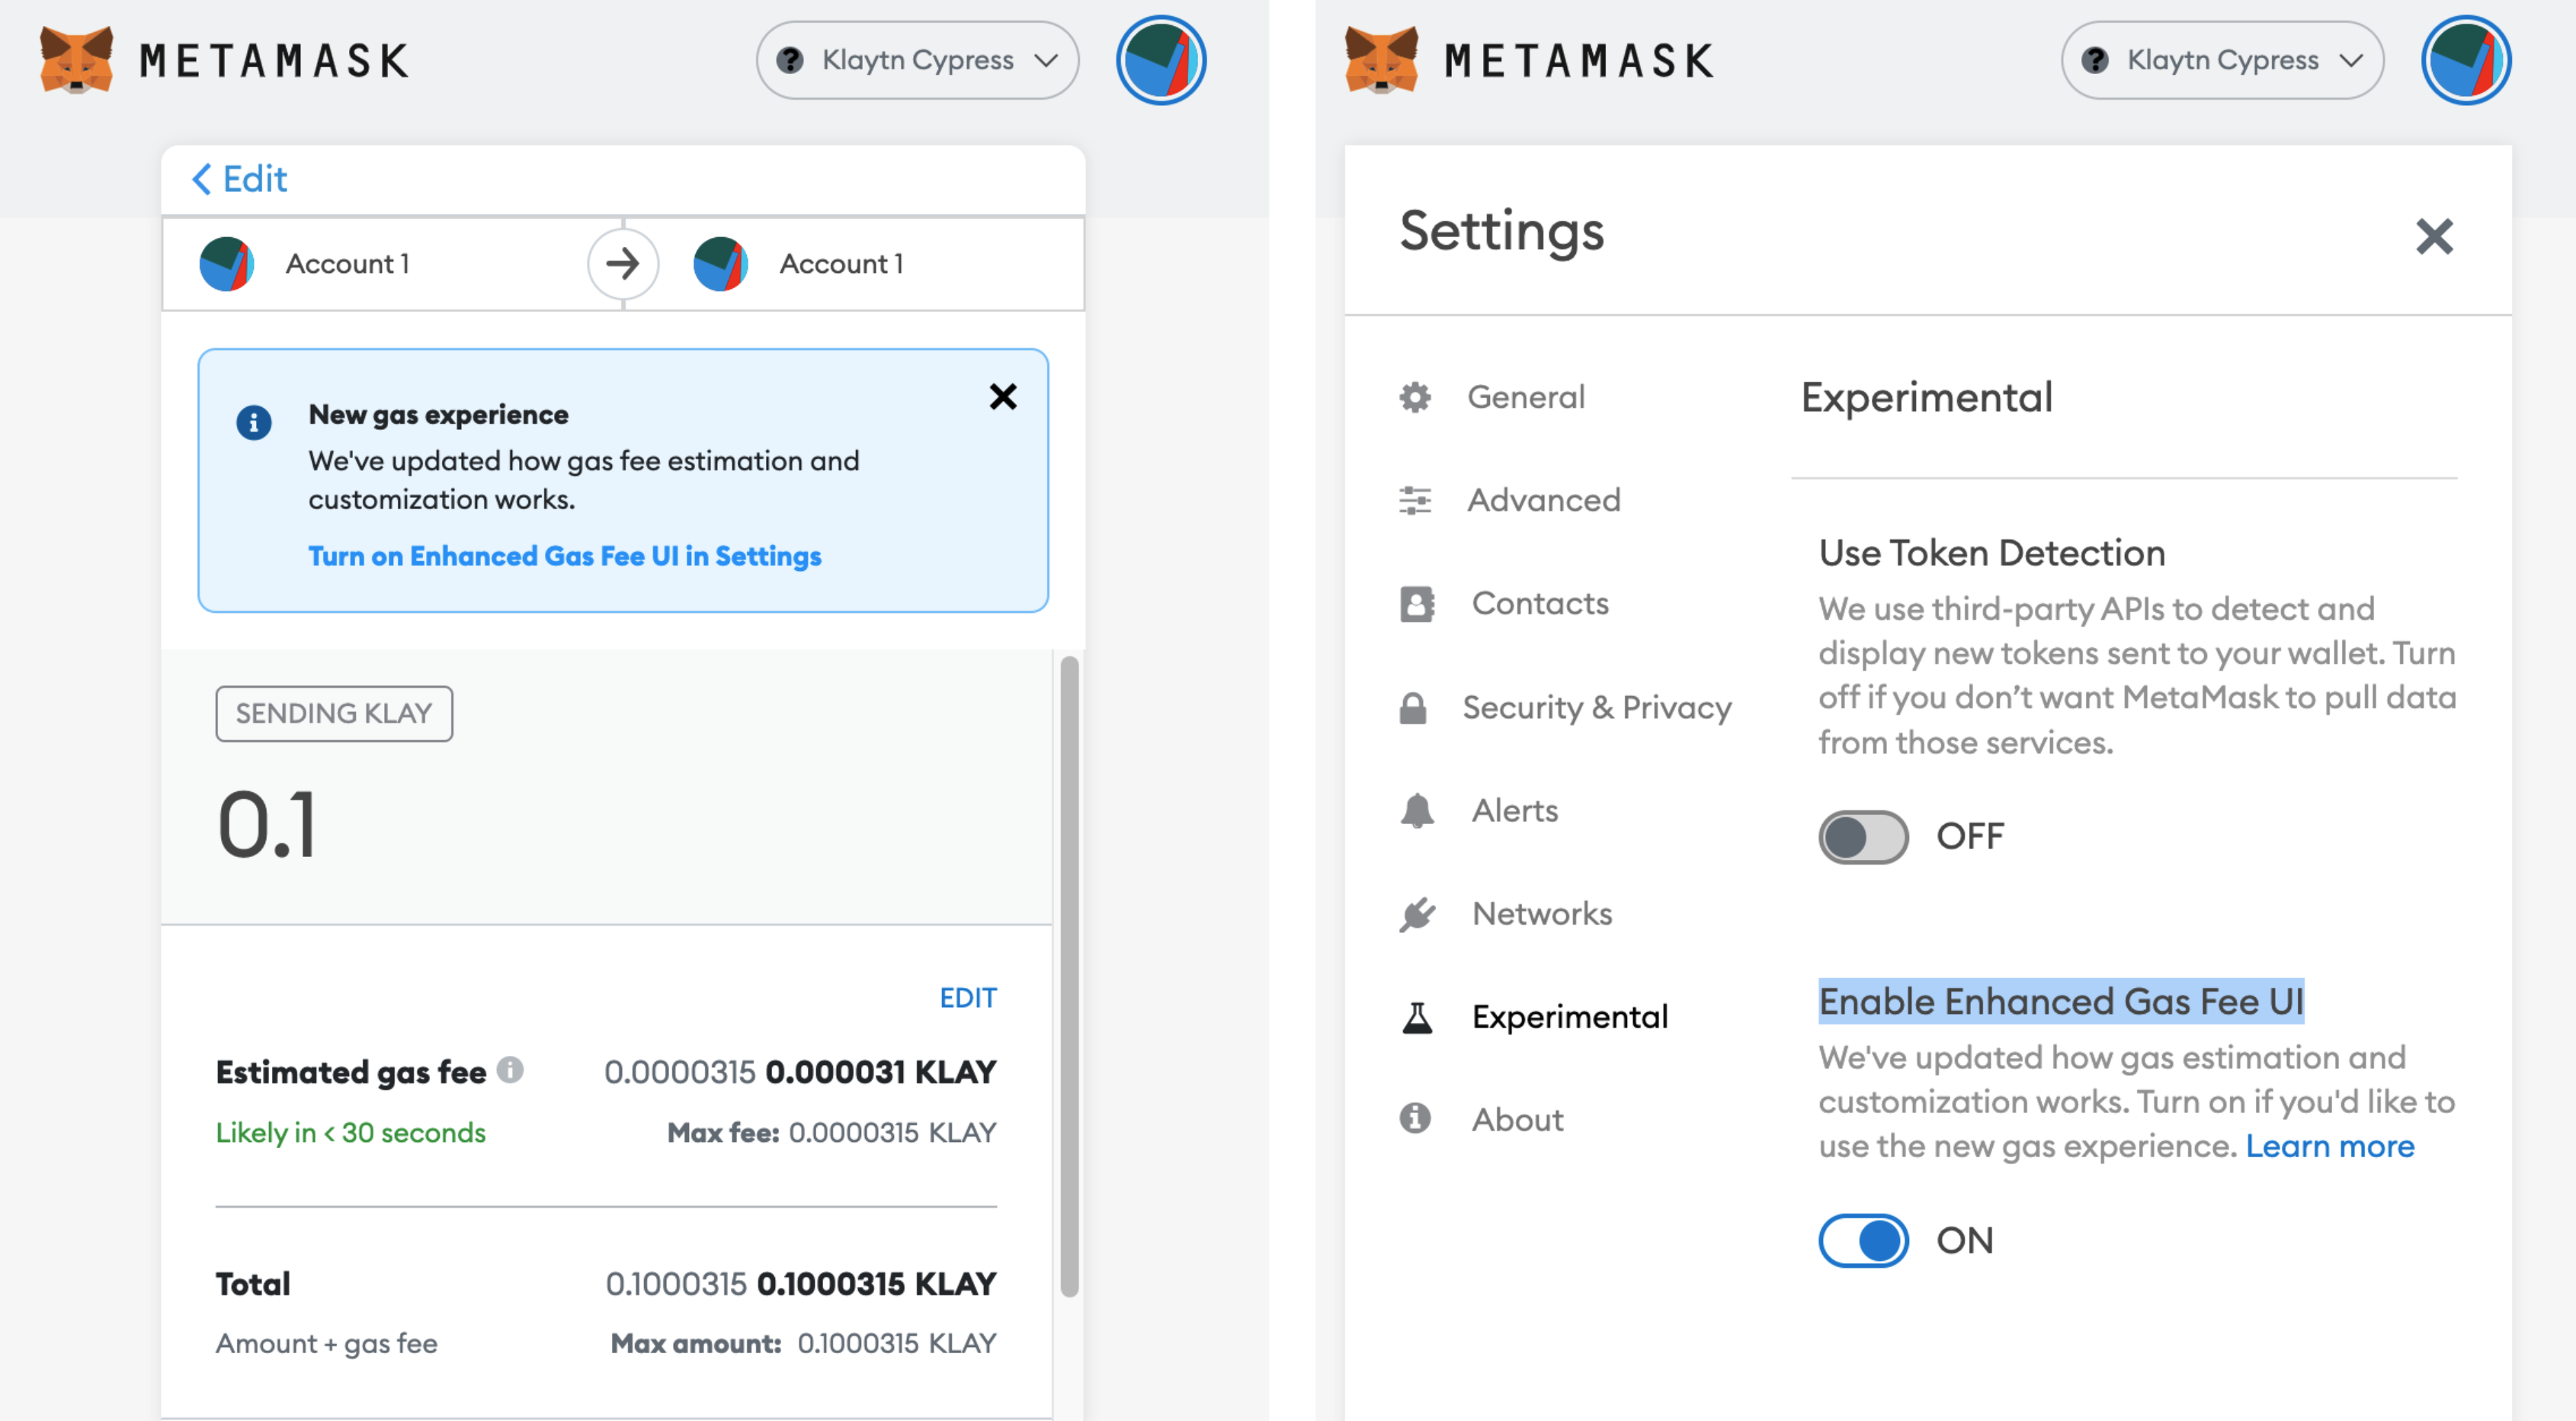 METAMASK
Klaytn Cypress
Edit
Account 1
Account 1
New gas experience
We've updated how gas fee estimation and
customization works.
Turn on Enhanced Gas Fee UI in Settings
SENDING KLAY
0.1
EDIT
Estimated gas fee
0.0000315 0.000031 KLAY
Likely in < 30 seconds
Max fee: 0.0000315 KLAY
Total
0.1000315 0.1000315 KLAY
Amount + gas fee
Max amount: 0.1000315 KLAY
METAMASK
Klaytn Cypress
Settings
General
Advanced
Contacts
Security & Privacy
Alerts
Networks
Experimental
About
Experimental
Use Token Detection
We use third-party APIs to detect and
display new tokens sent to your wallet. Turn
off if you don’t want MetaMask to pull data
from those services.
OFF
Enable Enhanced Gas Fee UI
We've updated how gas estimation and
customization works. Turn on if you'd like to
use the new gas experience. Learn more
ON